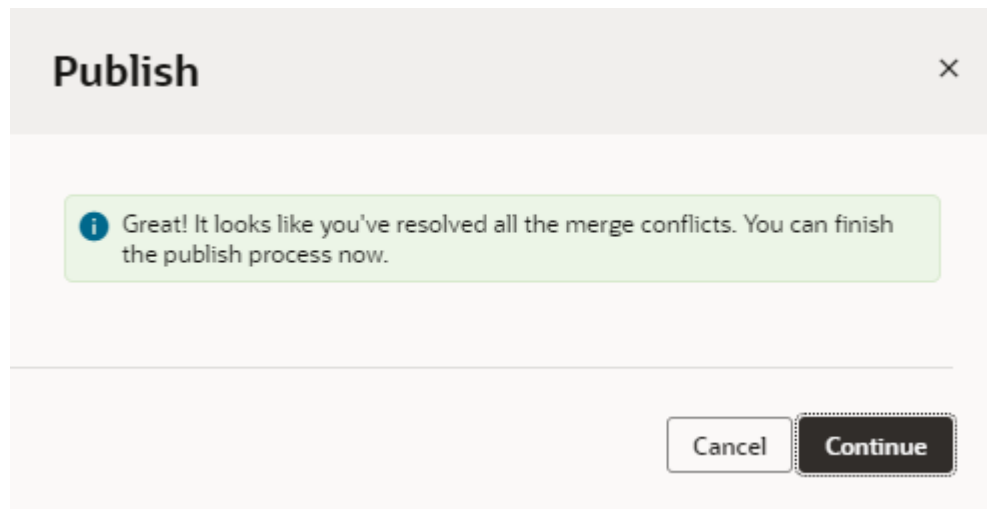 Publish
Great! It looks like you've resolved all the merge conflicts. You can finish
the publish process now.
Cancel Continue